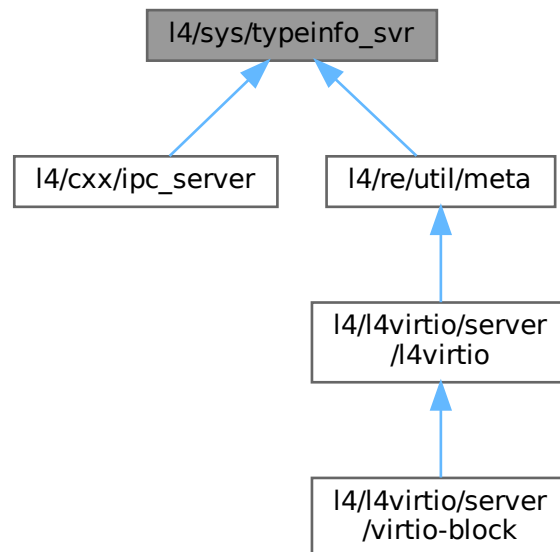 l4/sys/typeinfo_svr
l4/cxx/ipc_server
l4/re/util/meta
l4/l4virtio/server
/l4virtio
l4/l4virtio/server
/virtio-block